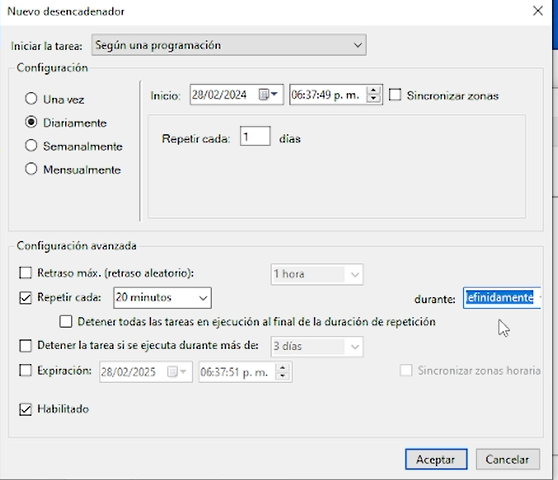 Nuevo desencadenador
Iniciar la tarea: Según una programación
Configuración
Una vez
Diariamente
Semanalmente
Mensualmente
Inicio: 28/02/2024 06:37:49 p. m. Sincronizar zonas
Repetir cada: 1 días
Configuración avanzada
Retraso máx. (retraso aleatorio): 1 hora
Repetir cada: 20 minutos durante: efinidamente
Detener todas las tareas en ejecución al final de la duración de repetición
Detener la tarea si se ejecuta durante más de: 3 días
Expiración: 28/02/2025 06:37:51 p. m. Sincronizar zonas horaria
Habilitado
Aceptar Cancelar